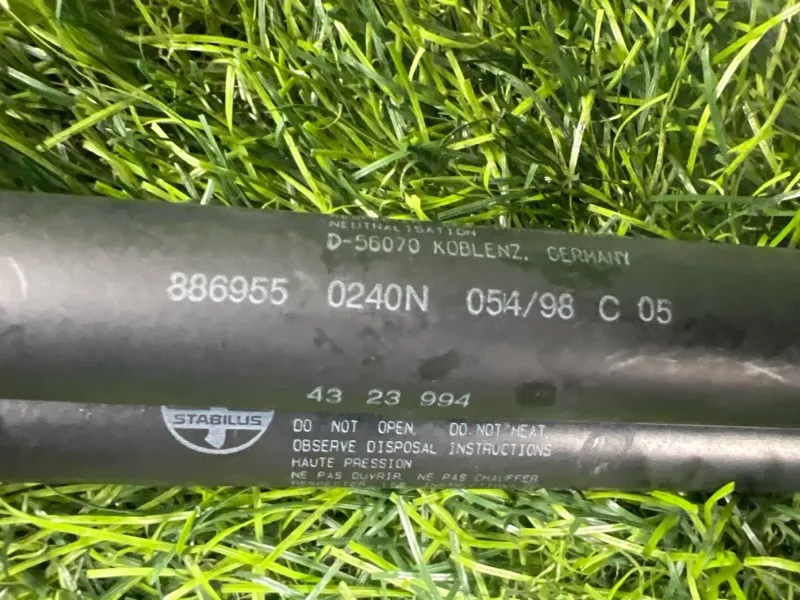 NEUTRALISATION
D-56070 KOBLENZ, GERMANY
886955 0240N 054/98 C 05
43 23 994
STABILUS
DO NOT OPEN. DO NOT HEAT.
OBSERVE DISPOSAL INSTRUCTIONS
HAUTE PRESSION
NE PAS OUVRIR. NE PAS CHAUFFER
RESPECTER